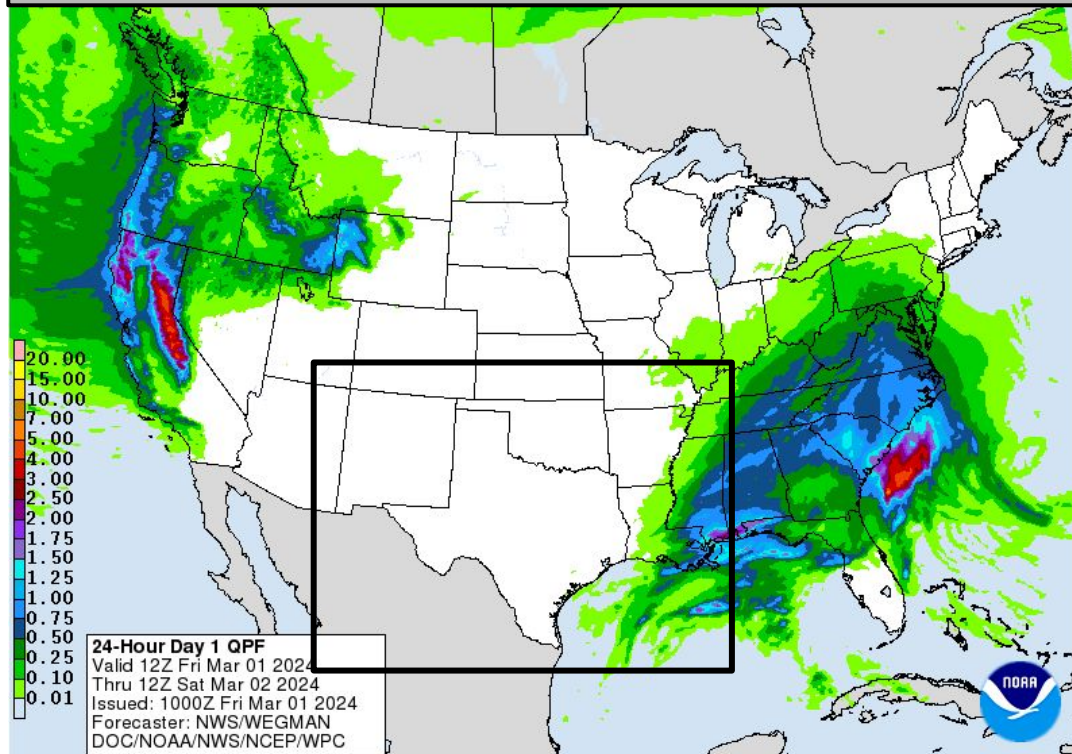 20.00
15.00
10.00
7.00
5.00
4.00
3.00
2.50
2.00
1.75
1.50
1.25
1.00
0.75
0.50
0.25
0.10
0.01
24-Hour Day 1 QPF
Valid 12Z Fri Mar 01 2024
Thru 12Z Sat Mar 02 2024
Issued: 1000Z Fri Mar 01 2024
Forecaster: NWS/WEGMAN
DOC/NOAA/NWS/NCEP/WPC
NOAA